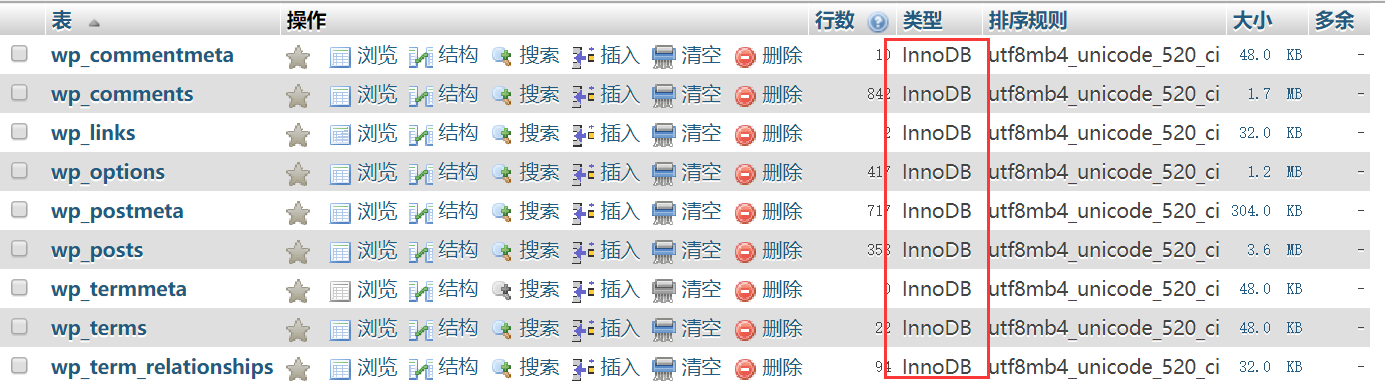 表 操作 行数 类型 排序规则 大小 多余
wp_commentmeta 浏览 结构 搜索 插入 清空 删除 10 InnoDB utf8mb4_unicode_520_ci 48.0 KB -
wp_comments 浏览 结构 搜索 插入 清空 删除 842 InnoDB utf8mb4_unicode_520_ci 1.7 MB -
wp_links 浏览 结构 搜索 插入 清空 删除 2 InnoDB utf8mb4_unicode_520_ci 32.0 KB -
wp_options 浏览 结构 搜索 插入 清空 删除 417 InnoDB utf8mb4_unicode_520_ci 1.2 MB -
wp_postmeta 浏览 结构 搜索 插入 清空 删除 717 InnoDB utf8mb4_unicode_520_ci 304.0 KB -
wp_posts 浏览 结构 搜索 插入 清空 删除 353 InnoDB utf8mb4_unicode_520_ci 3.6 MB -
wp_termmeta 浏览 结构 搜索 插入 清空 删除 0 InnoDB utf8mb4_unicode_520_ci 48.0 KB -
wp_terms 浏览 结构 搜索 插入 清空 删除 22 InnoDB utf8mb4_unicode_520_ci 48.0 KB -
wp_term_relationships 浏览 结构 搜索 插入 清空 删除 94 InnoDB utf8mb4_unicode_520_ci 32.0 KB -